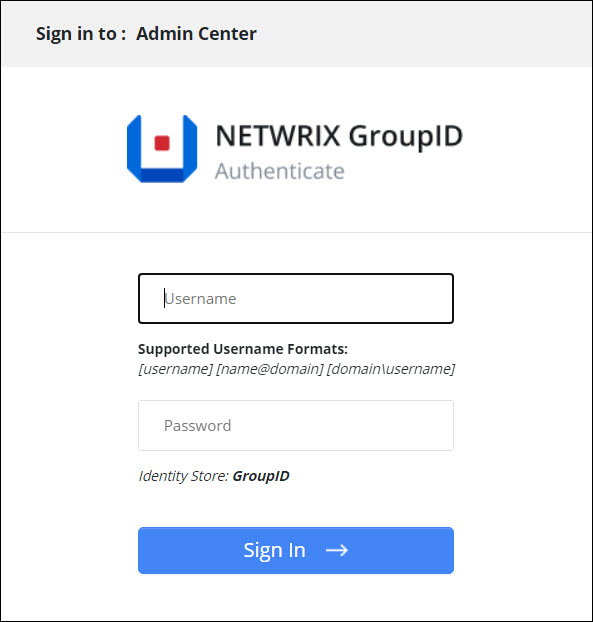 Sign in to : Admin Center
NETWRIX GroupID
Authenticate
Username
Supported Username Formats:
[username] [name@domain] [domain\username]
Password
Identity Store: GroupID
Sign In →